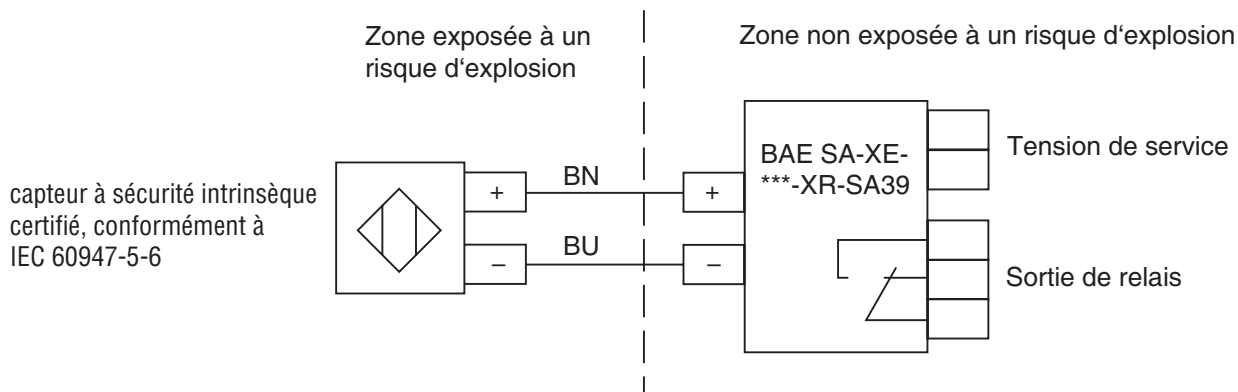 Zone exposée à un
risque d‘explosion
Zone non exposée à un risque d'explosion
capteur à sécurité intrinsèque
certifié, conformément à
IEC 60947-5-6
+
BN
+
–
BU
–
BAE SA-XE-
***-XR-SA39
Tension de service
Sortie de relais